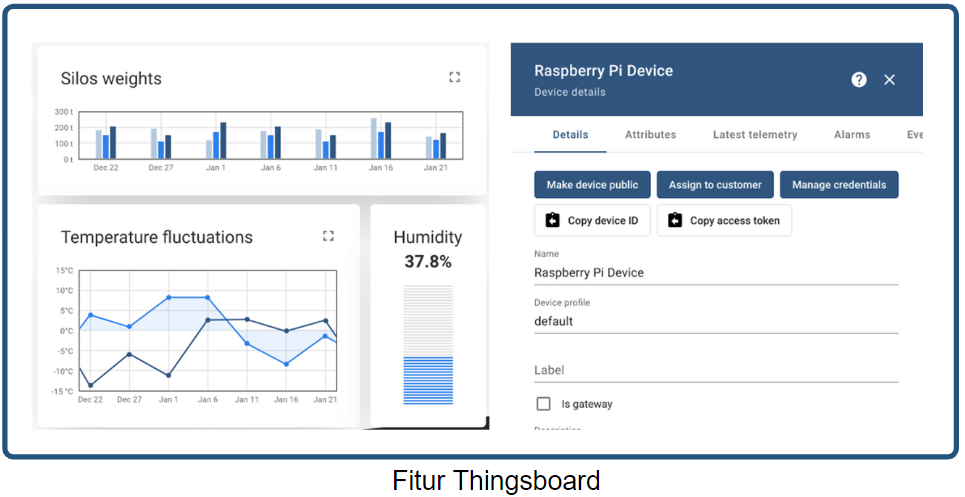 Silos weights
300 t
200 t
100 t
0 t
Dec 22 Dec 27 Jan 1 Jan 6 Jan 11 Jan 16 Jan 21
Temperature fluctuations
15°C
10°C
5°C
0°C
-5°C
-10°C
-15°C
Dec 22 Dec 27 Jan 1 Jan 6 Jan 11 Jan 16 Jan 21
Humidity
37.8%
Raspberry Pi Device
Device details
?
Details Attributes Latest telemetry Alarms Eve
Make device public Assign to customer Manage credentials
Copy device ID Copy access token
Name
Raspberry Pi Device
Device profile
default
Label
Is gateway
Fitur Thingsboard